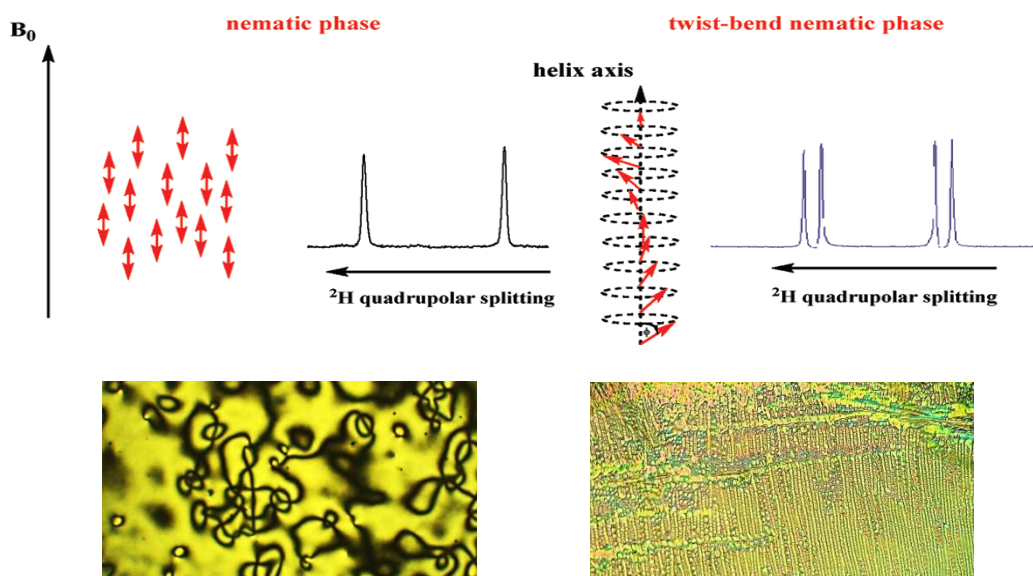 nematic phase
twist-bend nematic phase
B₀
helix axis
ϕ
²H quadrupolar splitting
²H quadrupolar splitting